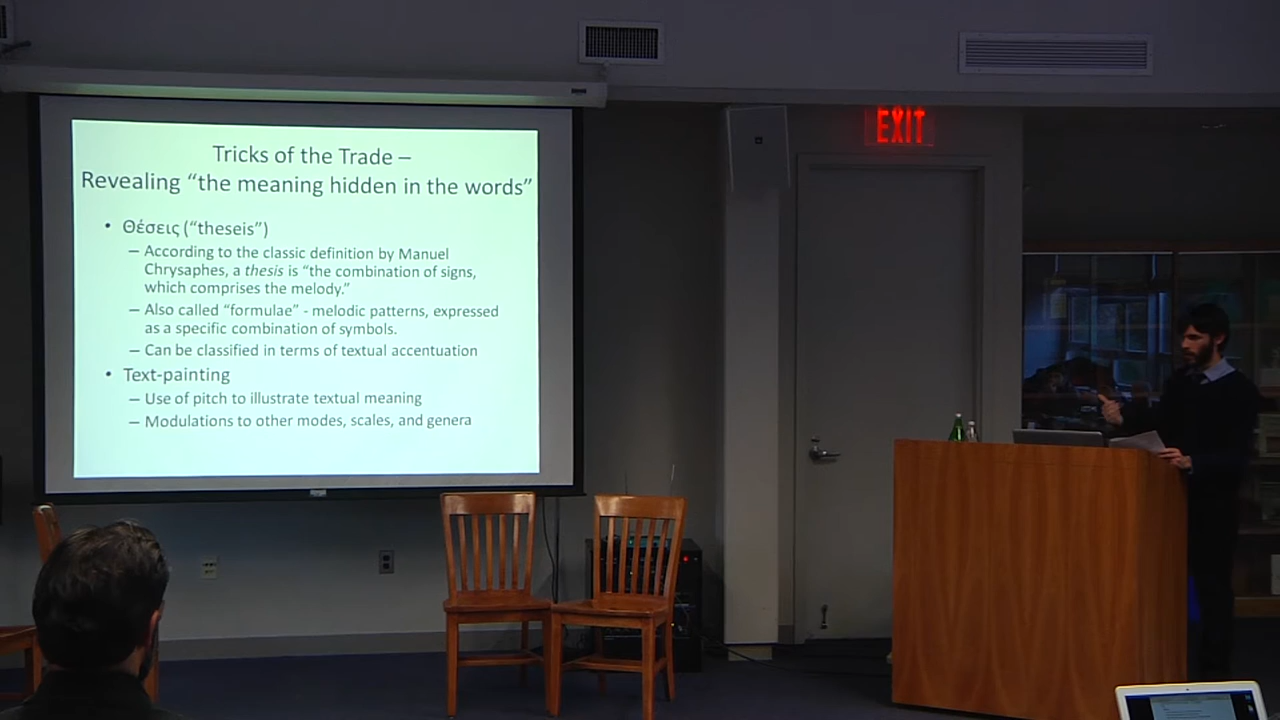 Tricks of the Trade –
Revealing “the meaning hidden in the words”
• Θέσεις (“theseis”)
– According to the classic definition by Manuel
Chrysaphes, a thesis is “the combination of signs,
which comprises the melody.”
– Also called “formulae” - melodic patterns, expressed
as a specific combination of symbols.
– Can be classified in terms of textual accentuation
• Text-painting
– Use of pitch to illustrate textual meaning
– Modulations to other modes, scales, and genera
EXIT